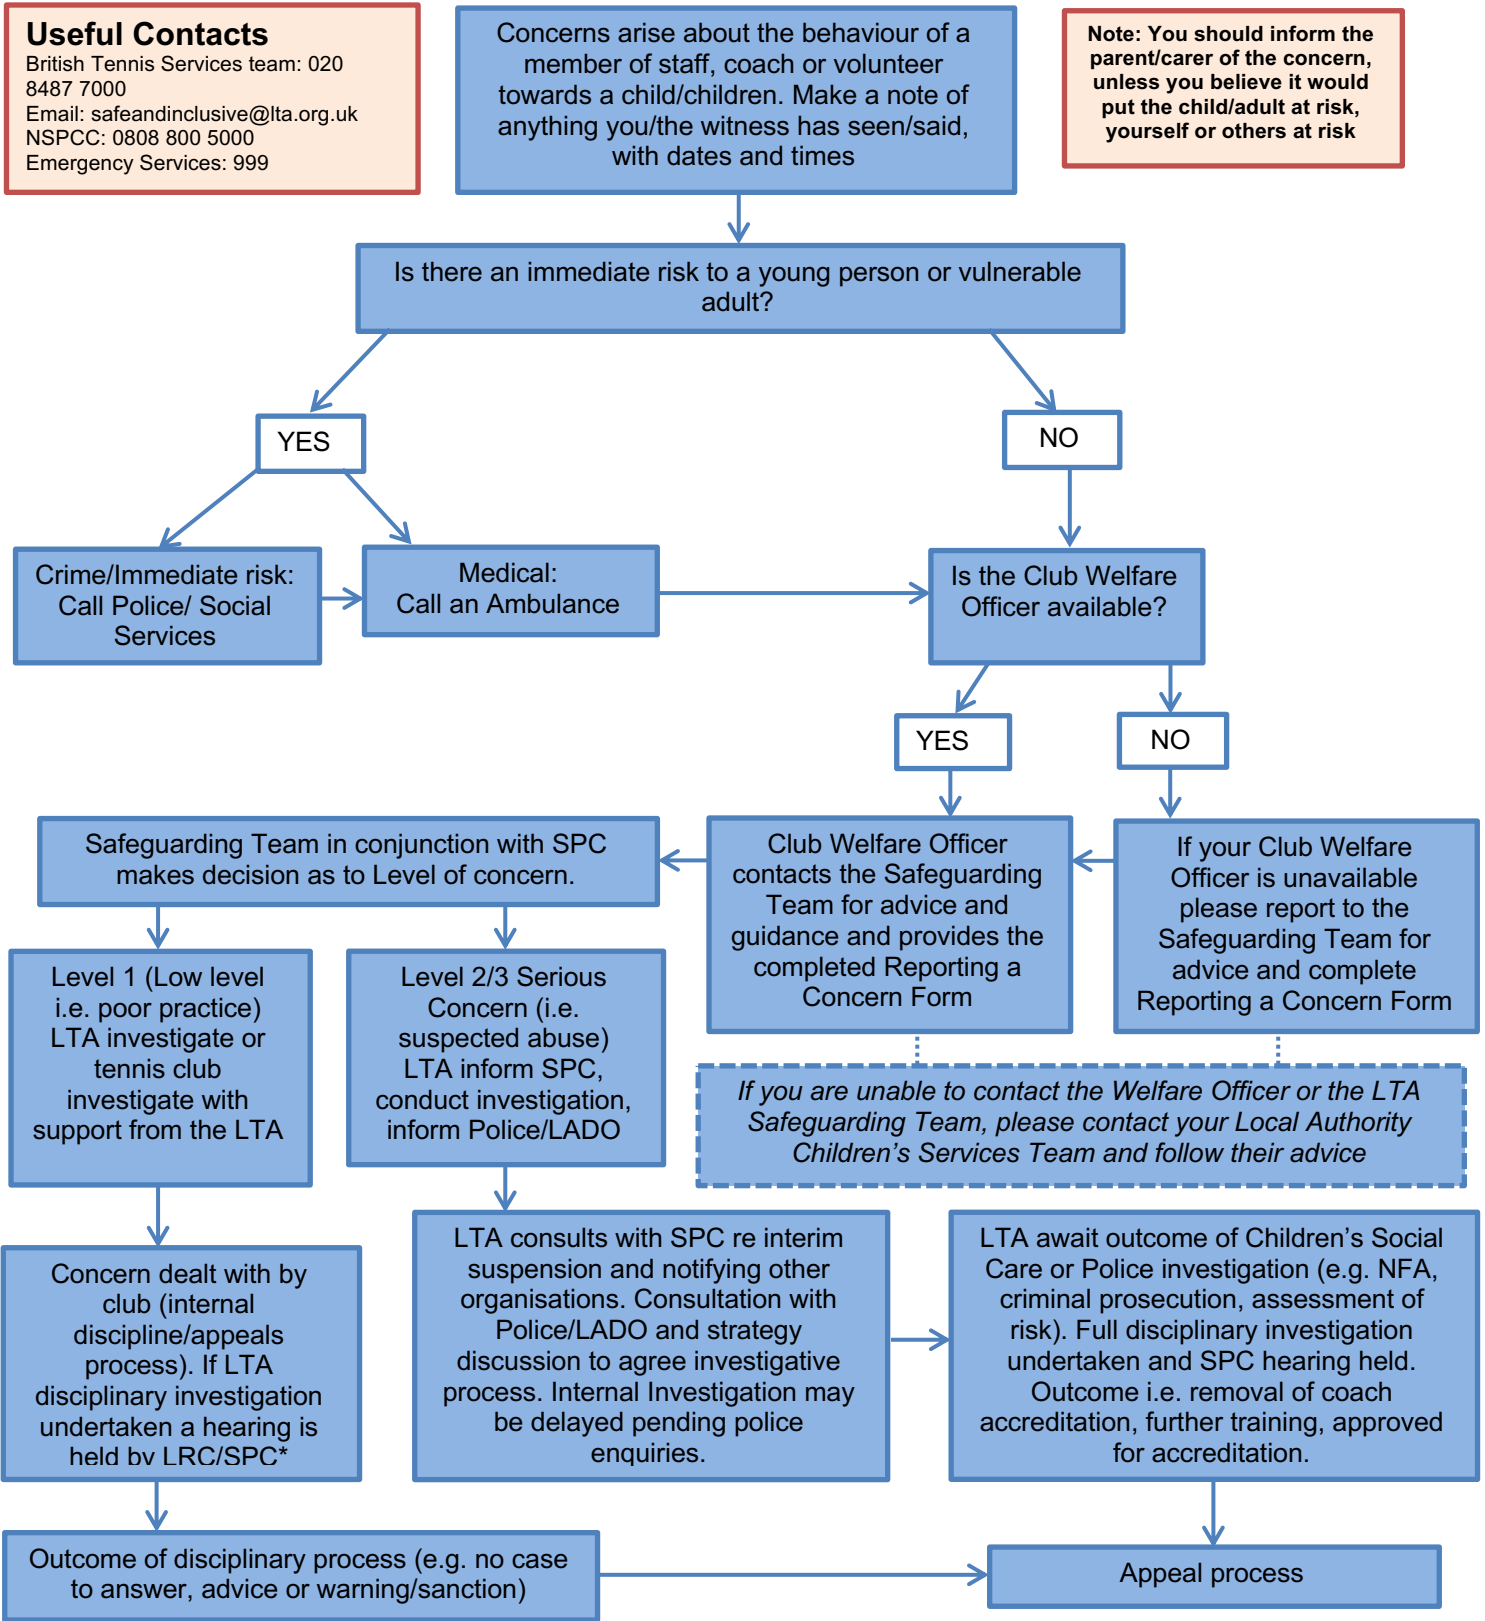 Useful Contacts
British Tennis Services team: 020
8487 7000
Email: safeandinclusive@lta.org.uk
NSPCC: 0808 800 5000
Emergency Services: 999
Concerns arise about the behaviour of a
member of staff, coach or volunteer
towards a child/children. Make a note of
anything you/the witness has seen/said,
with dates and times
Note: You should inform the
parent/carer of the concern,
unless you believe it would
put the child/adult at risk,
yourself or others at risk
Is there an immediate risk to a young person or vulnerable
adult?
YES
NO
Crime/Immediate risk:
Call Police/ Social
Services
Medical:
Call an Ambulance
Is the Club Welfare
Officer available?
YES
NO
Safeguarding Team in conjunction with SPC
makes decision as to Level of concern.
Club Welfare Officer
contacts the Safeguarding
Team for advice and
guidance and provides the
completed Reporting a
Concern Form
If your Club Welfare
Officer is unavailable
please report to the
Safeguarding Team for
advice and complete
Reporting a Concern Form
Level 1 (Low level
i.e. poor practice)
LTA investigate or
tennis club
investigate with
support from the LTA
Level 2/3 Serious
Concern (i.e.
suspected abuse)
LTA inform SPC,
conduct investigation,
inform Police/LADO
If you are unable to contact the Welfare Officer or the LTA
Safeguarding Team, please contact your Local Authority
Children's Services Team and follow their advice
Concern dealt with by
club (internal
discipline/appeals
process). If LTA
disciplinary investigation
undertaken a hearing is
held by LRC/SPC*
LTA consults with SPC re interim
suspension and notifying other
organisations. Consultation with
Police/LADO and strategy
discussion to agree investigative
process. Internal Investigation may
be delayed pending police
enquiries.
LTA await outcome of Children's Social
Care or Police investigation (e.g. NFA,
criminal prosecution, assessment of
risk). Full disciplinary investigation
undertaken and SPC hearing held.
Outcome i.e. removal of coach
accreditation, further training, approved
for accreditation.
Outcome of disciplinary process (e.g. no case
to answer, advice or warning/sanction)
Appeal process